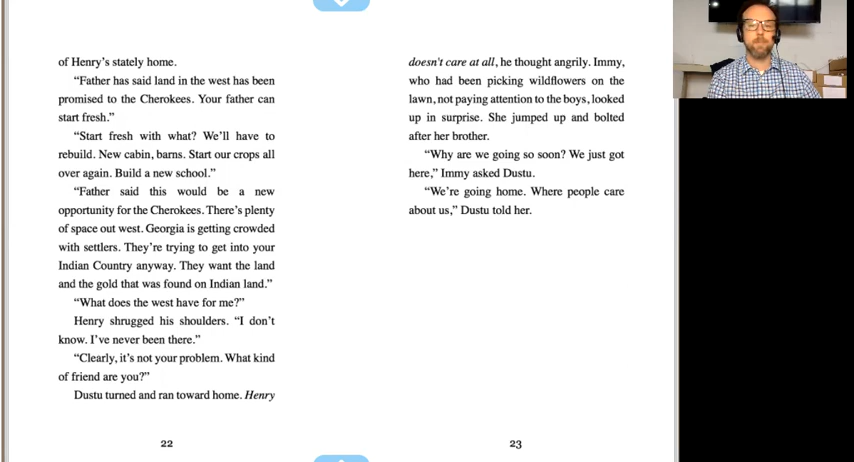 of Henry’s stately home.
“Father has said land in the west has been
promised to the Cherokees. Your father can
start fresh.”
“Start fresh with what? We’ll have to
rebuild. New cabin, barns. Start our crops all
over again. Build a new school.”
“Father said this would be a new
opportunity for the Cherokees. There’s plenty
of space out west. Georgia is getting crowded
with settlers. They’re trying to get into your
Indian Country anyway. They want the land
and the gold that was found on Indian land.”
“What does the west have for me?”
Henry shrugged his shoulders. “I don’t
know. I’ve never been there.”
“Clearly, it’s not your problem. What kind
of friend are you?”
Dustu turned and ran toward home. Henry
22
doesn’t care at all, he thought angrily. Immy,
who had been picking wildflowers on the
lawn, not paying attention to the boys, looked
up in surprise. She jumped up and bolted
after her brother.
“Why are we going so soon? We just got
here,” Immy asked Dustu.
“We’re going home. Where people care
about us,” Dustu told her.
23